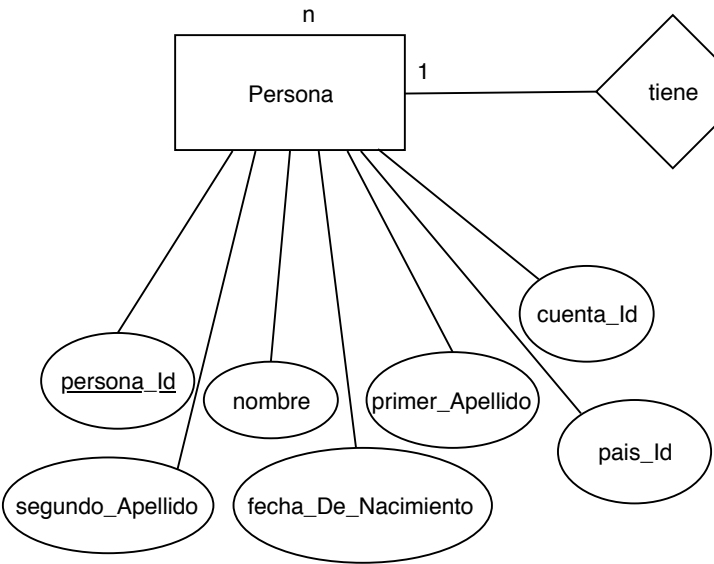 n
Persona
1
tiene
cuenta_Id
persona_Id
nombre
primer_Apellido
pais_Id
segundo_Apellido
fecha_De_Nacimiento